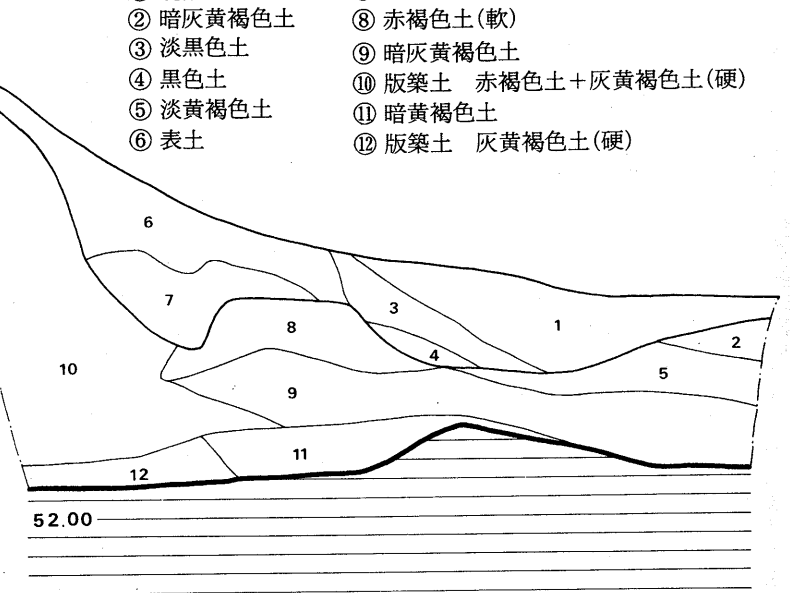 ② 暗灰黄褐色土
③ 淡黒色土
④ 黒色土
⑤ 淡黄褐色土
⑥ 表土
⑧ 赤褐色土(軟)
⑨ 暗灰黄褐色土
⑩ 版築土 赤褐色土+灰黄褐色土(硬)
⑪ 暗黄褐色土
⑫ 版築土 灰黄褐色土(硬)
6
7
3
1
8
2
4
10
5
9
11
12
52.00